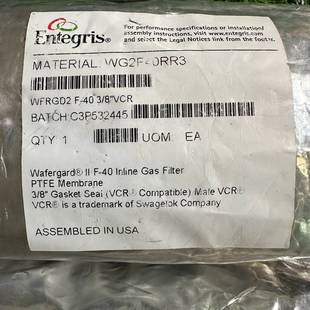 Entegris®
For performance specifications or installation/
assembly instructions, visit www.entegris.com and
select the Legal Notices link from the footer.
MATERIAL: WG2F40RR3
WFRGD2 F-40 3/8"VCR
BATCH:C3P532445
QTY 1 UOM: EA
Wafergard® II F-40 Inline Gas Filter
PTFE Membrane
3/8" Gasket Seal (VCR® Compatible) Male VCR®
VCR® is a trademark of Swagelok Company
ASSEMBLED IN USA